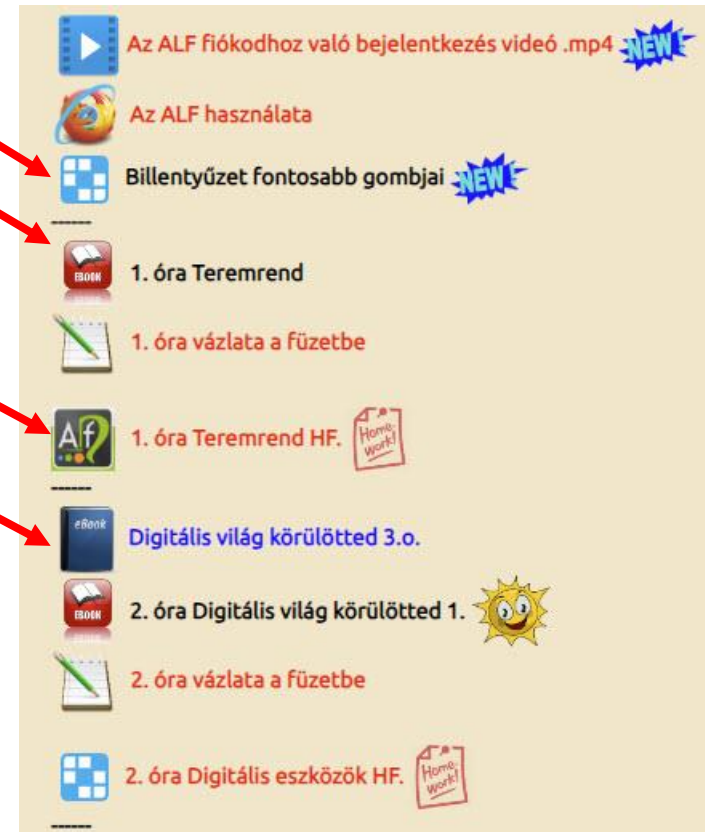 Az ALF fiókodhoz való bejelentkezés videó .mp4 NEW!
Az ALF használata
Billentyűzet fontosabb gombjai NEW!
------
EBOOK 1. óra Teremrend
1. óra vázlata a füzetbe
Alf 1. óra Teremrend HF. Home-work!
------
eBook Digitális világ körülötted 3.o.
EBOOK 2. óra Digitális világ körülötted 1.
2. óra vázlata a füzetbe
2. óra Digitális eszközök HF. Home-work!
------